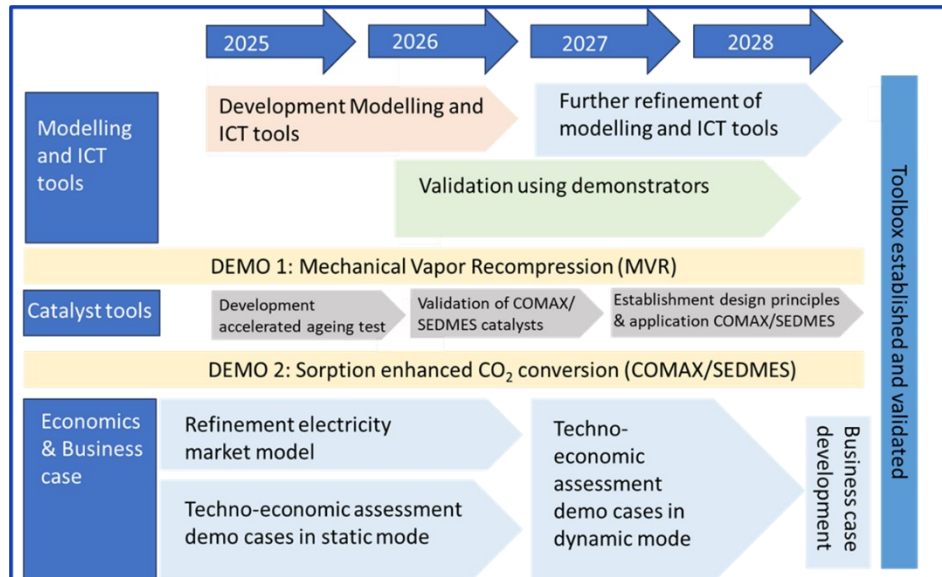 2025
2026
2027
2028
Modelling
and ICT
tools
Development Modelling and
ICT tools
Further refinement of
modelling and ICT tools
Validation using demonstrators
DEMO 1: Mechanical Vapor Recompression (MVR)
Catalyst tools
Development
accelerated ageing test
Validation of COMAX/
SEDMES catalysts
Establishment design principles
& application COMAX/SEDMES
DEMO 2: Sorption enhanced CO₂ conversion (COMAX/SEDMES)
Economics
& Business
case
Refinement electricity
market model
Techno-economic assessment
demo cases in static mode
Techno-
economic
assessment
demo cases in
dynamic mode
Business case
development
Toolbox established and validated